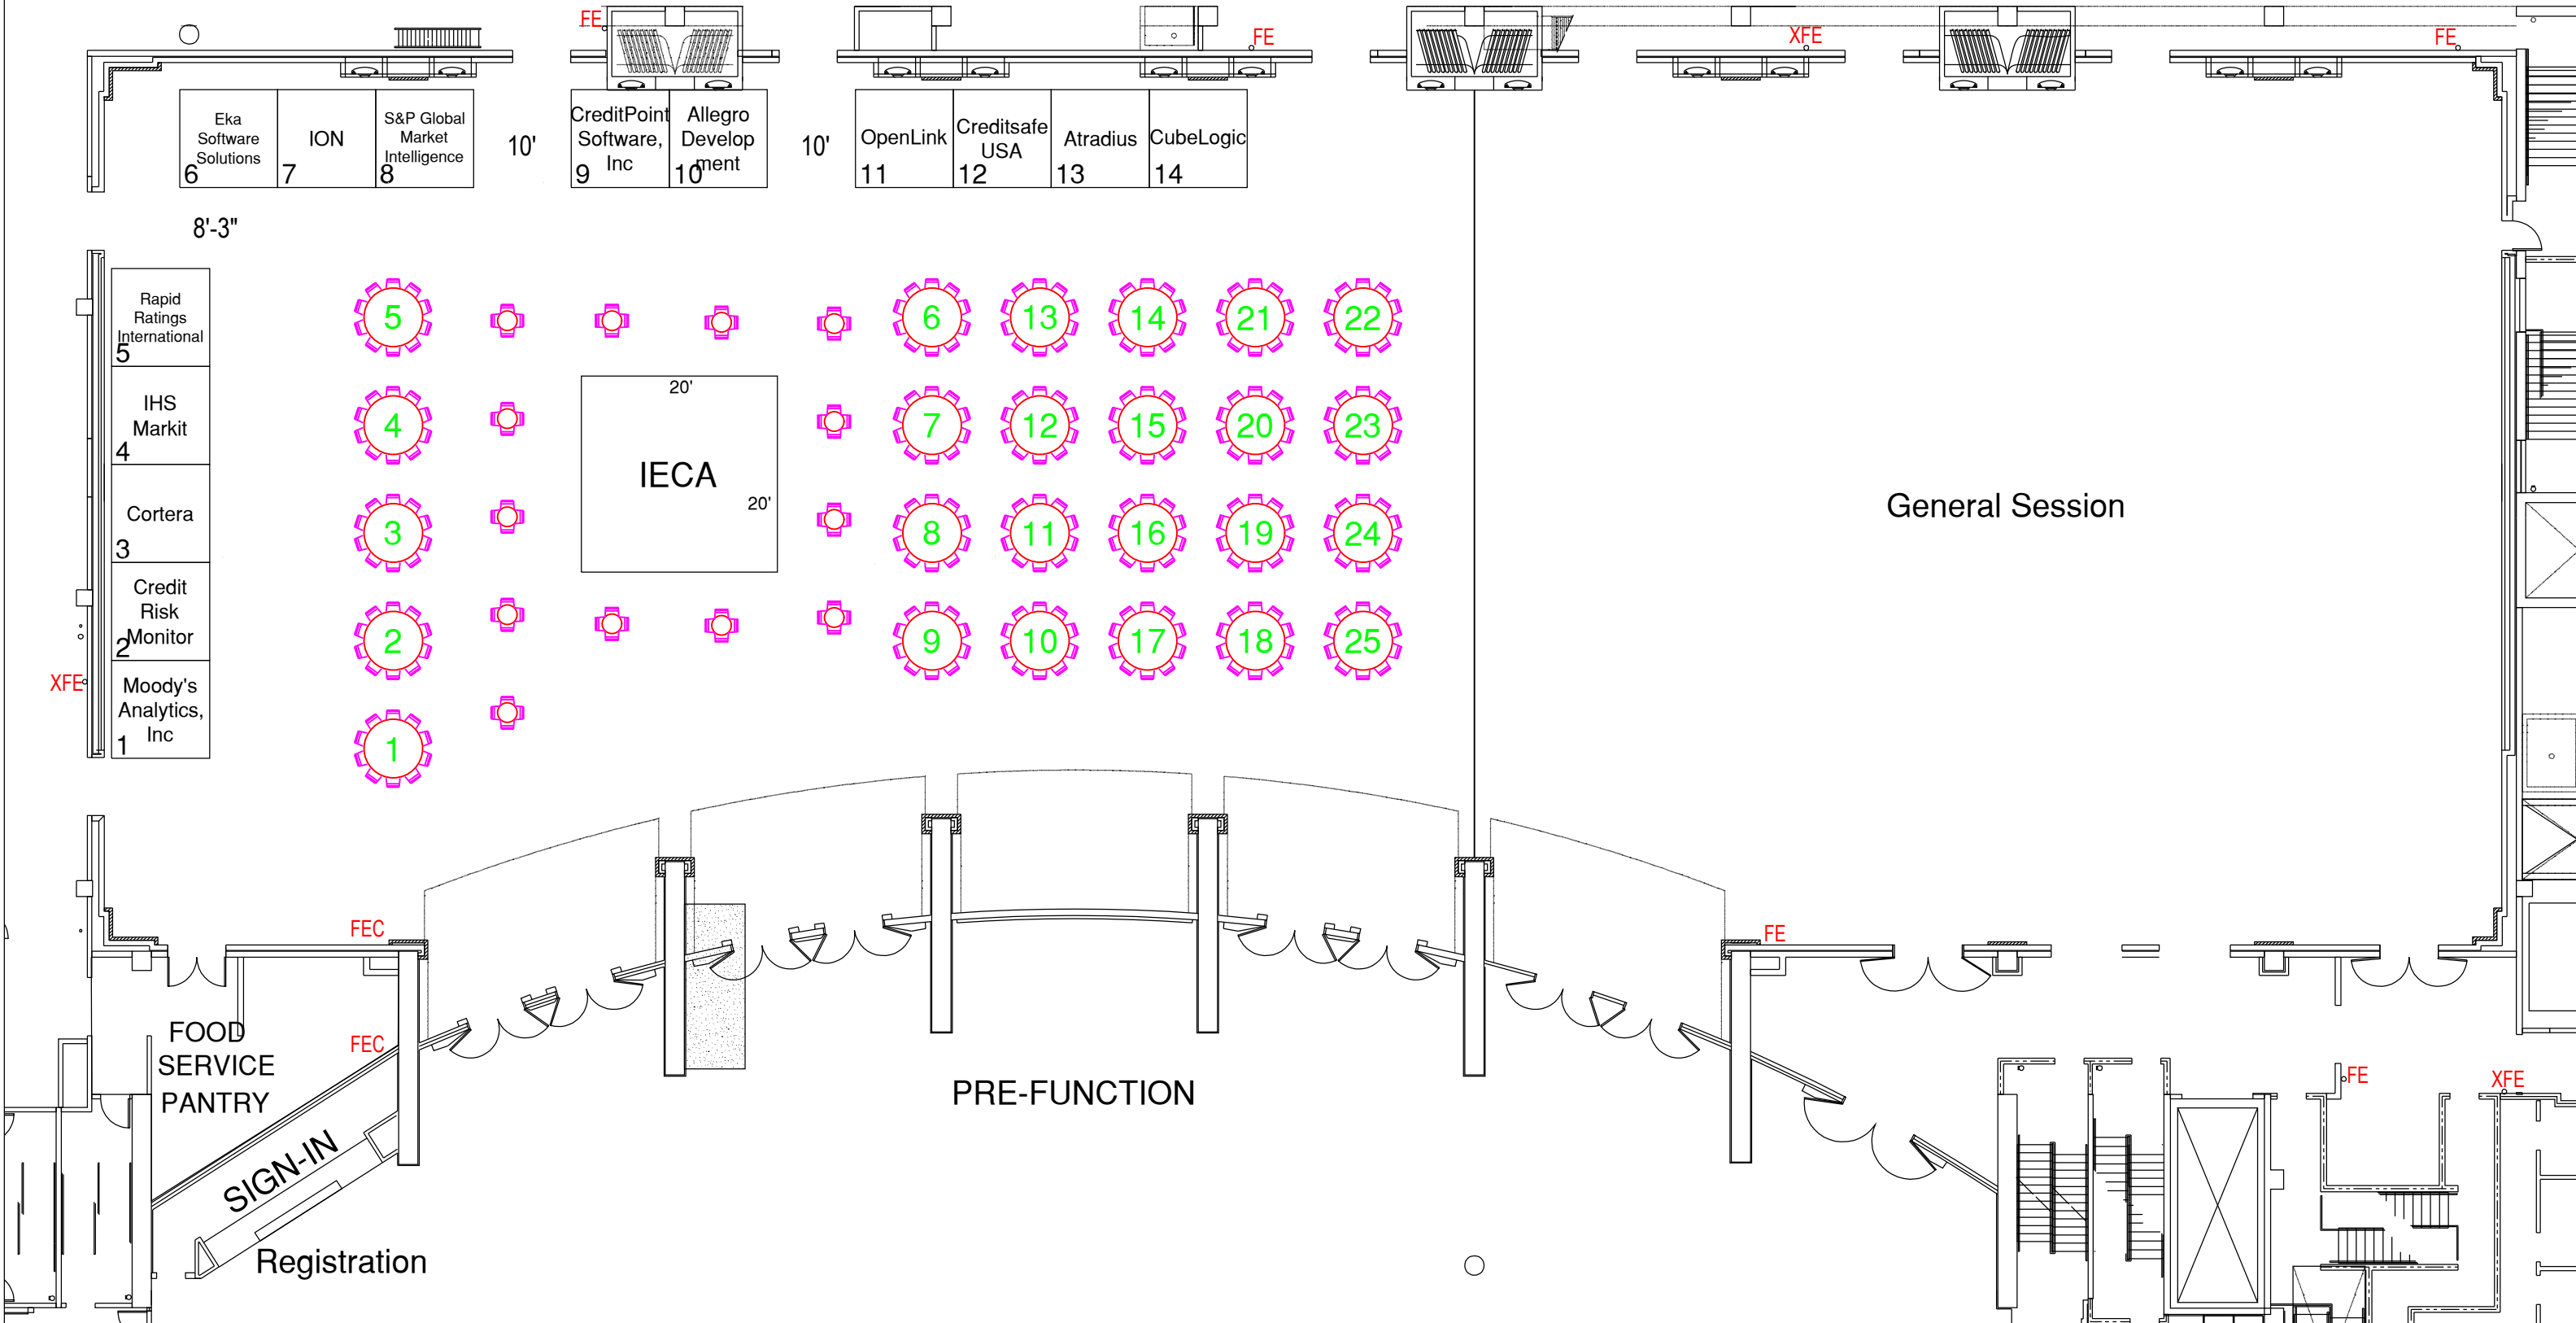 FE
FE
XFE
FE
Eka
Software
Solutions
6
ION
7
S&P Global
Market
Intelligence
8
10'
CreditPoint
Software,
Inc
9
Allegro
Develop
ment
10
10'
OpenLink
11
Creditsafe
USA
12
Atradius
13
CubeLogic
14
8'-3"
Rapid
Ratings
International
5
IHS
Markit
4
Cortera
3
Credit
Risk
Monitor
2
Moody's
Analytics,
Inc
1
XFE
5
6
13
14
21
22
4
7
12
15
20
23
3
8
11
16
19
24
2
9
10
17
18
25
1
20'
IECA
20'
General Session
FEC
FE
FOOD
SERVICE
PANTRY
FEC
SIGN-IN
Registration
PRE-FUNCTION
FE
XFE